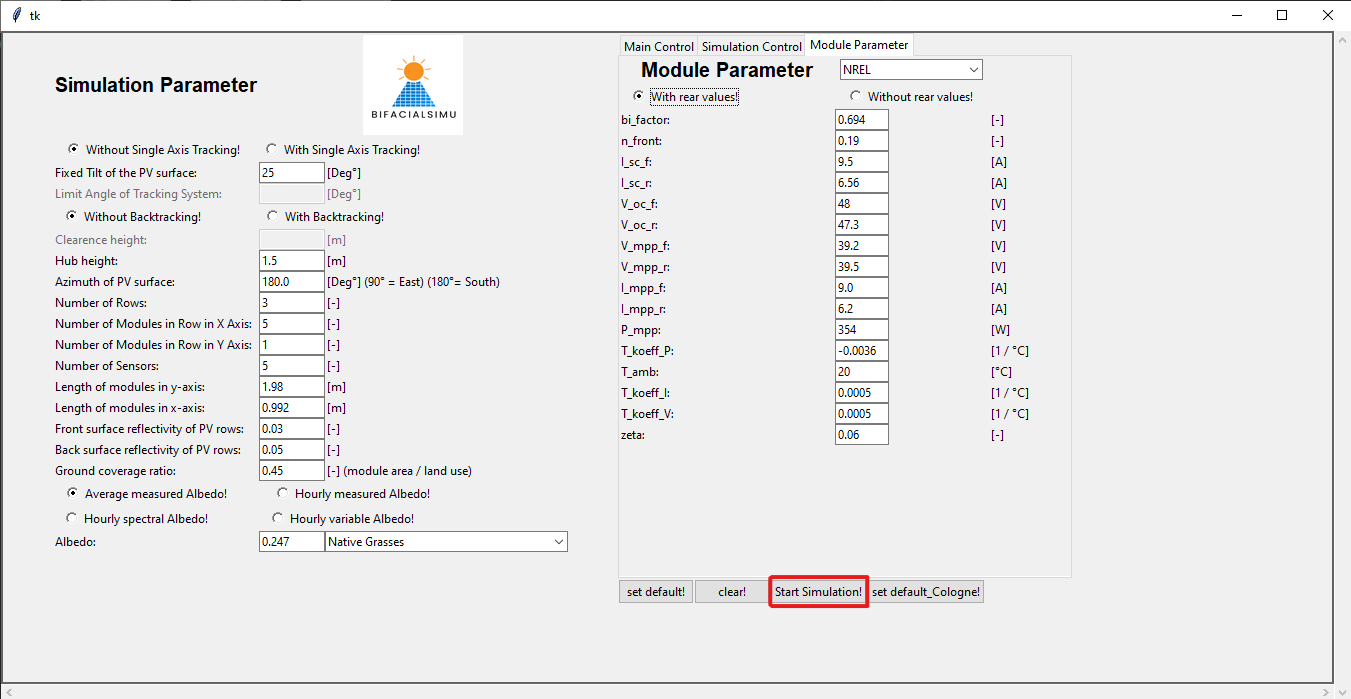 tk
Simulation Parameter
BIFACIALSIMU
Without Single Axis Tracking! With Single Axis Tracking!
Fixed Tilt of the PV surface: 25 [Deg°]
Limit Angle of Tracking System: [Deg°]
Without Backtracking! With Backtracking!
Clearence height: [m]
Hub height: 1.5 [m]
Azimuth of PV surface: 180.0 [Deg°] (90° = East) (180°= South)
Number of Rows: 3 [-]
Number of Modules in Row in X Axis: 5 [-]
Number of Modules in Row in Y Axis: 1 [-]
Number of Sensors: 5 [-]
Length of modules in y-axis: 1.98 [m]
Length of modules in x-axis: 0.992 [m]
Front surface reflectivity of PV rows: 0.03 [-]
Back surface reflectivity of PV rows: 0.05 [-]
Ground coverage ratio: 0.45 [-] (module area / land use)
Average measured Albedo! Hourly measured Albedo!
Hourly spectral Albedo! Hourly variable Albedo!
Albedo: 0.247 Native Grasses
Main Control Simulation Control Module Parameter
Module Parameter NREL
With rear values! Without rear values!
bi_factor: 0.694 [-]
n_front: 0.19 [-]
I_sc_f: 9.5 [A]
I_sc_r: 6.56 [A]
V_oc_f: 48 [V]
V_oc_r: 47.3 [V]
V_mpp_f: 39.2 [V]
V_mpp_r: 39.5 [V]
I_mpp_f: 9.0 [A]
I_mpp_r: 6.2 [A]
P_mpp: 354 [W]
T_koeff_P: -0.0036 [1 / °C]
T_amb: 20 [°C]
T_koeff_I: 0.0005 [1 / °C]
T_koeff_V: 0.0005 [1 / °C]
zeta: 0.06 [-]
set default! clear! Start Simulation! set default_Cologne!